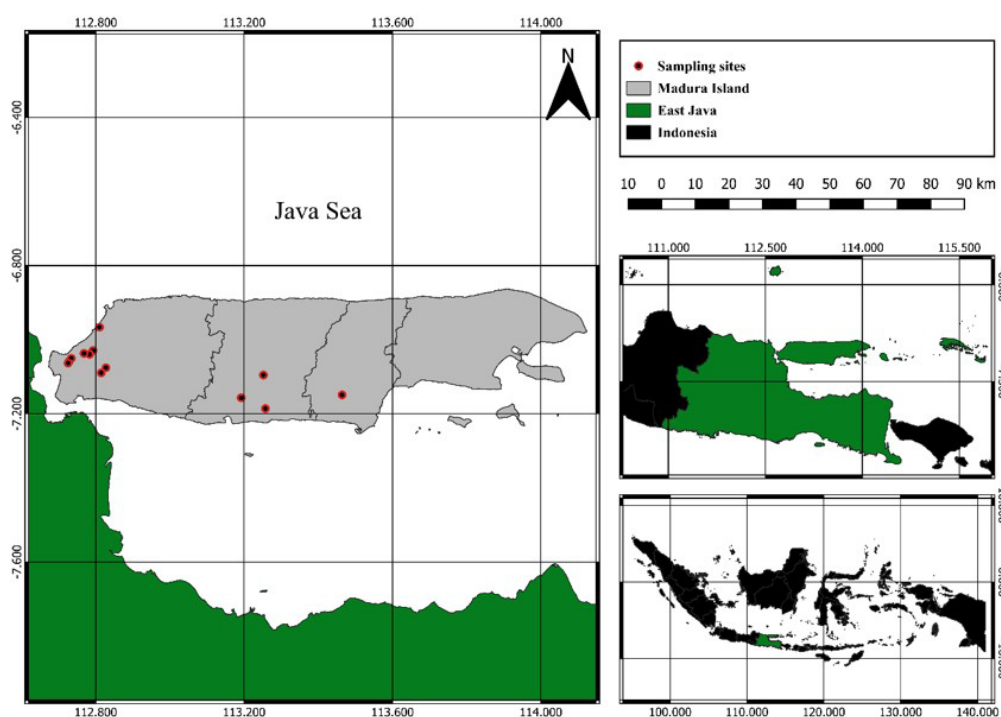 112.800 113.200 113.600 114.000
N
-6.400
Java Sea
-6.800
-7.200
-7.600
112.800 113.200 113.600 114.000
Sampling sites
Madura Island
East Java
Indonesia
10 0 10 20 30 40 50 60 70 80 90 km
111.000 112.500 114.000 115.500
100.000 110.000 120.000 130.000 140.000